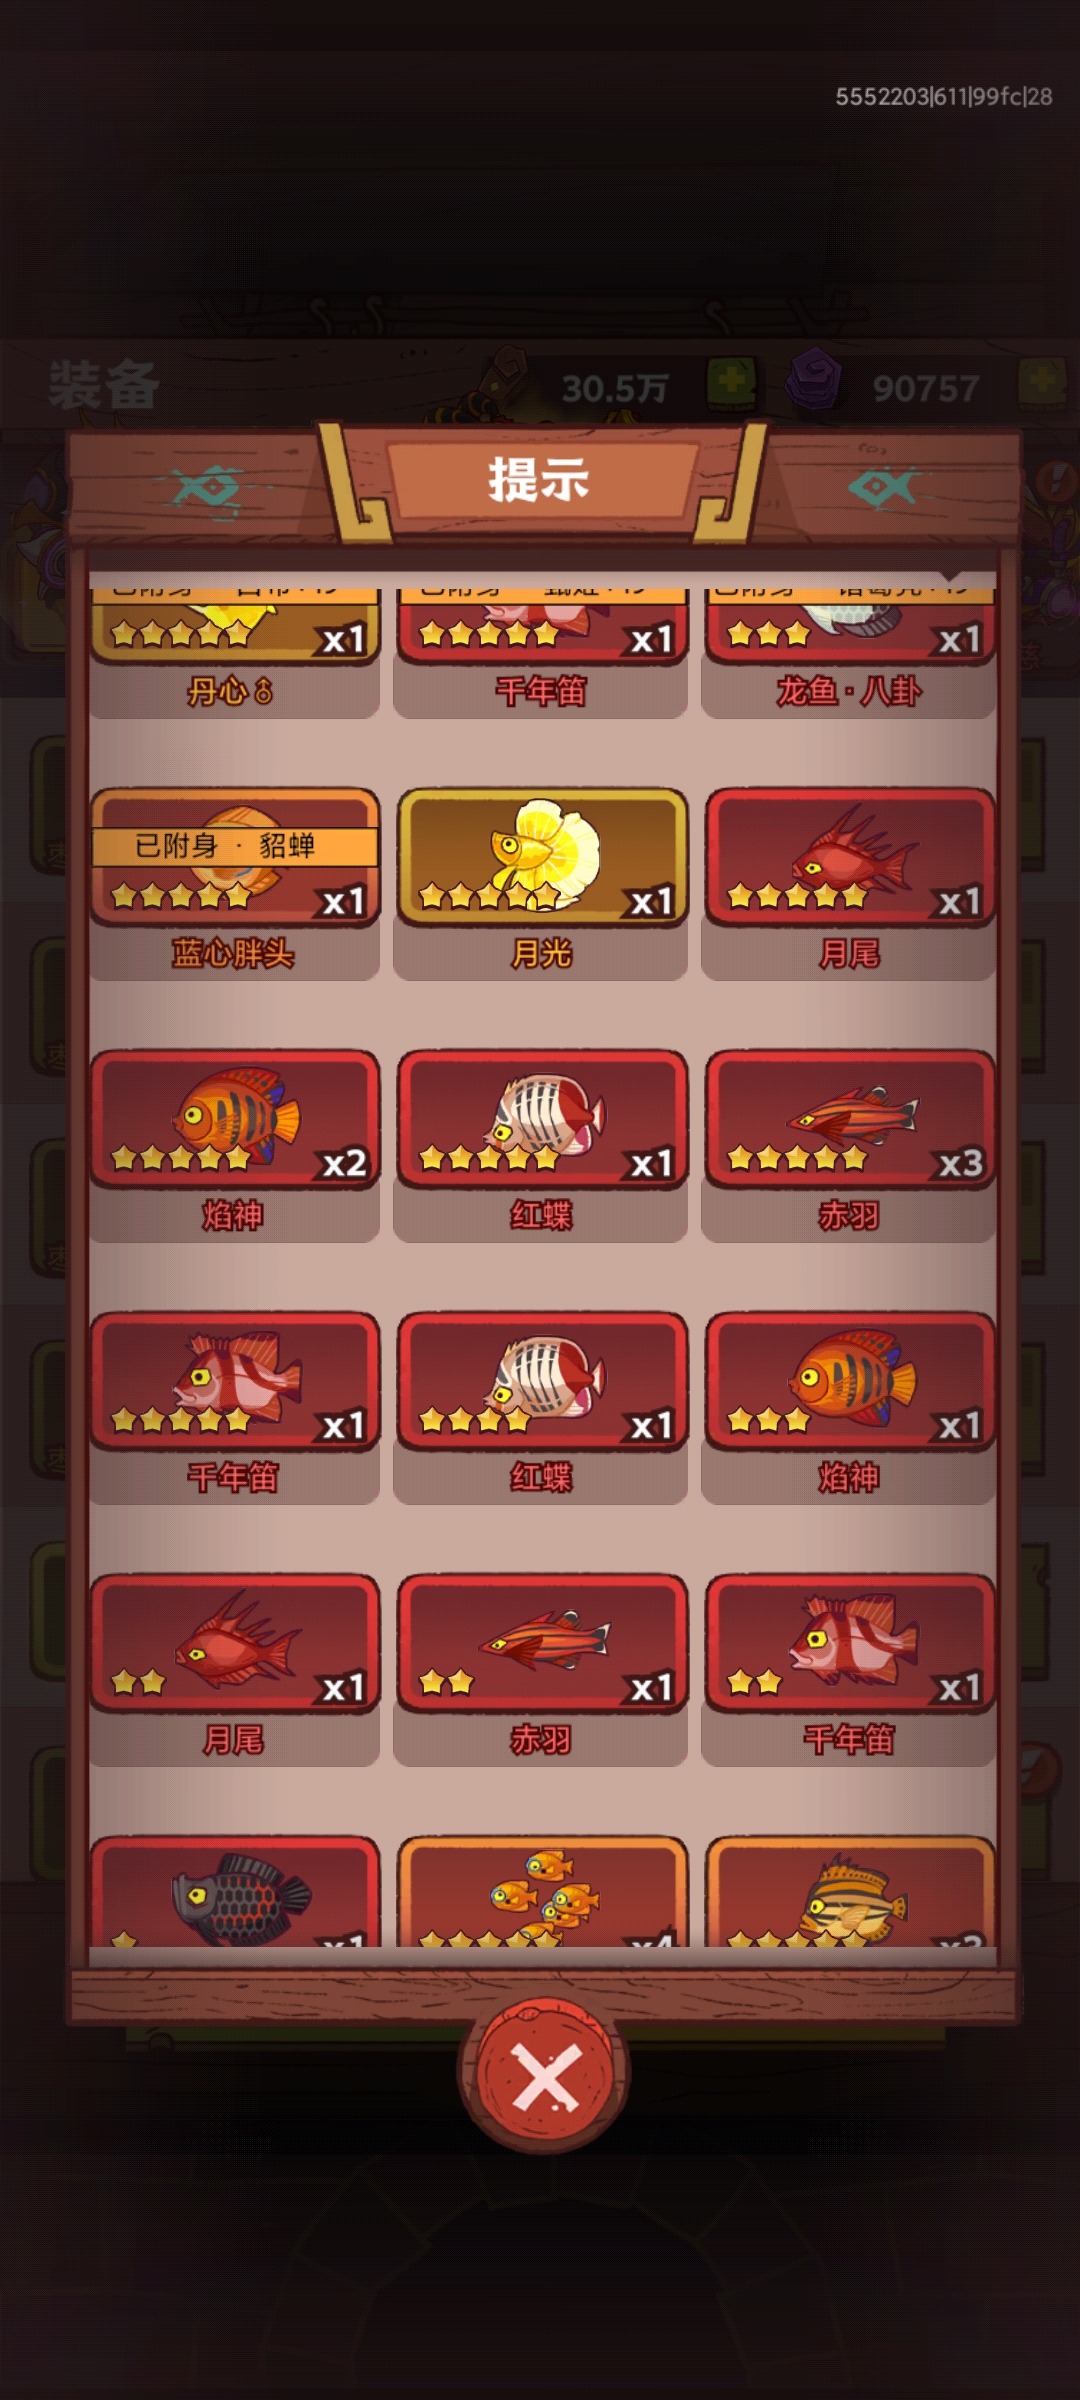 5552203|611|99fc|28
装备
30.5万
90757
提示
x1
x1
x1
丹心♂
千年笛
龙鱼·八卦
已附身 · 貂蝉
x1
x1
x1
蓝心胖头
月光
月尾
x2
x1
x3
焰神
红蝶
赤羽
x1
x1
x1
千年笛
红蝶
焰神
x1
x1
x1
月尾
赤羽
千年笛